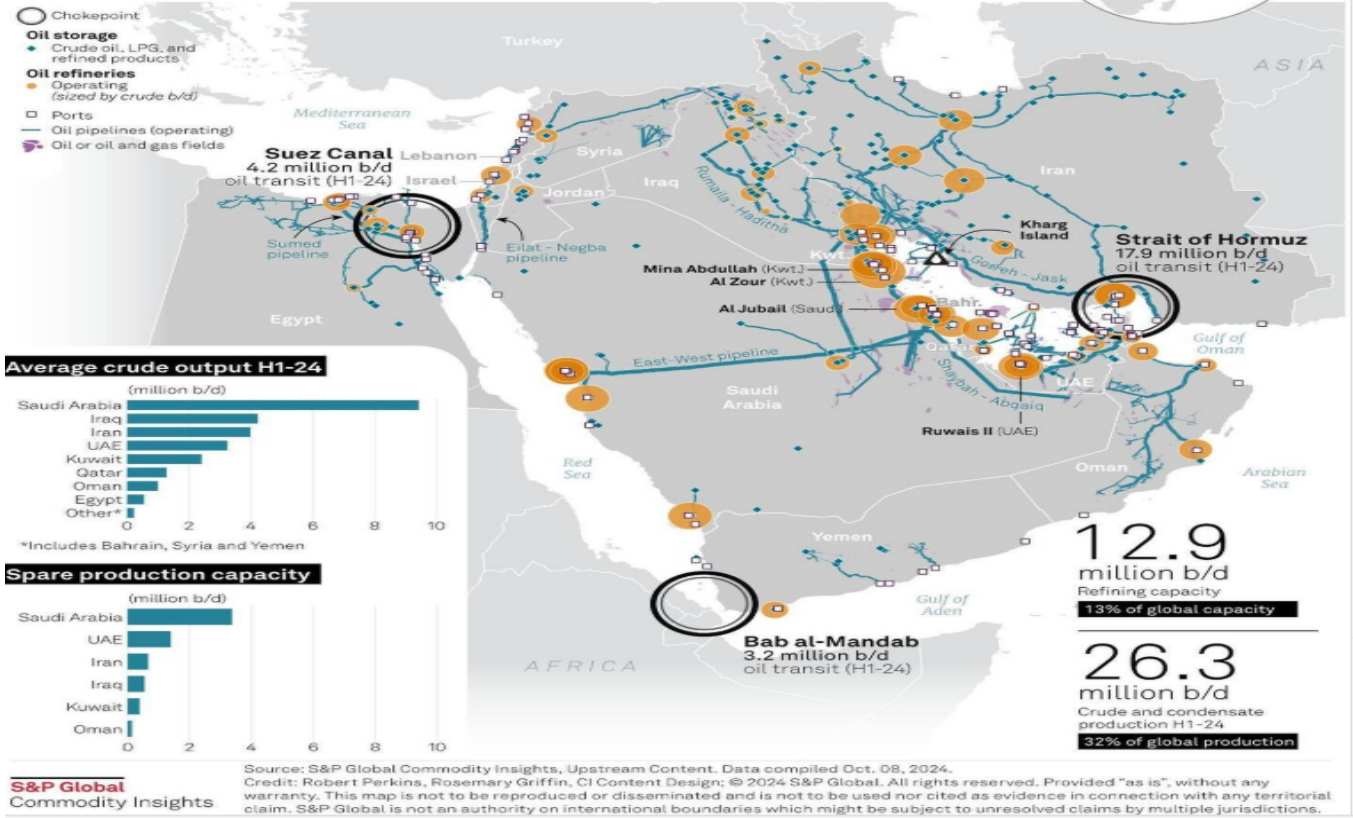 Chokepoint
Oil storage
Crude oil, LPG, and
refined products
Oil refineries
Operating
(sized by crude b/d)
Ports
Oil pipelines (operating)
Oil or oil and gas fields
Turkey
ASIA
Mediterranean
Sea
Suez Canal
4.2 million b/d
oil transit (H1-24)
Lebanon
Israel
Syria
Jordan
Iraq
Iran
Rumaila-Haditha
Sumed
pipeline
Eilat - Negba
pipeline
Egypt
Kharg
Island
Goreh - Jask
Strait of Hormuz
17.9 million b/d
oil transit (H1-24)
Kwt.
Mina Abdullah (Kwt.)
Al Zour (Kwt.)
Al Jubail (Saud
Bahr.
Qatar
Gulf of
Oman
East-West pipeline
Shaybah - Abqaiq
UAE
Saudi
Arabia
Ruwais II (UAE)
Oman
Red
Sea
Arabian
Sea
Yemen
Gulf of
Aden
AFRICA
Bab al-Mandab
3.2 million b/d
oil transit (H1-24)
Average crude output H1-24
(million b/d)
Saudi Arabia
Iraq
Iran
UAE
Kuwait
Qatar
Oman
Egypt
Other*
0 2 4 6 8 10
*Includes Bahrain, Syria and Yemen
Spare production capacity
(million b/d)
Saudi Arabia
UAE
Iran
Iraq
Kuwait
Oman
0 2 4 6 8 10
12.9
million b/d
Refining capacity
13% of global capacity
26.3
million b/d
Crude and condensate
production H1-24
32% of global production
S&P Global
Commodity Insights
Source: S&P Global Commodity Insights, Upstream Content. Data compiled Oct. 08, 2024.
Credit: Robert Perkins, Rosemary Griffin, CI Content Design; © 2024 S&P Global. All rights reserved. Provided "as is", without any
warranty. This map is not to be reproduced or disseminated and is not to be used nor cited as evidence in connection with any territorial
claim. S&P Global is not an authority on international boundaries which might be subject to unresolved claims by multiple jurisdictions.